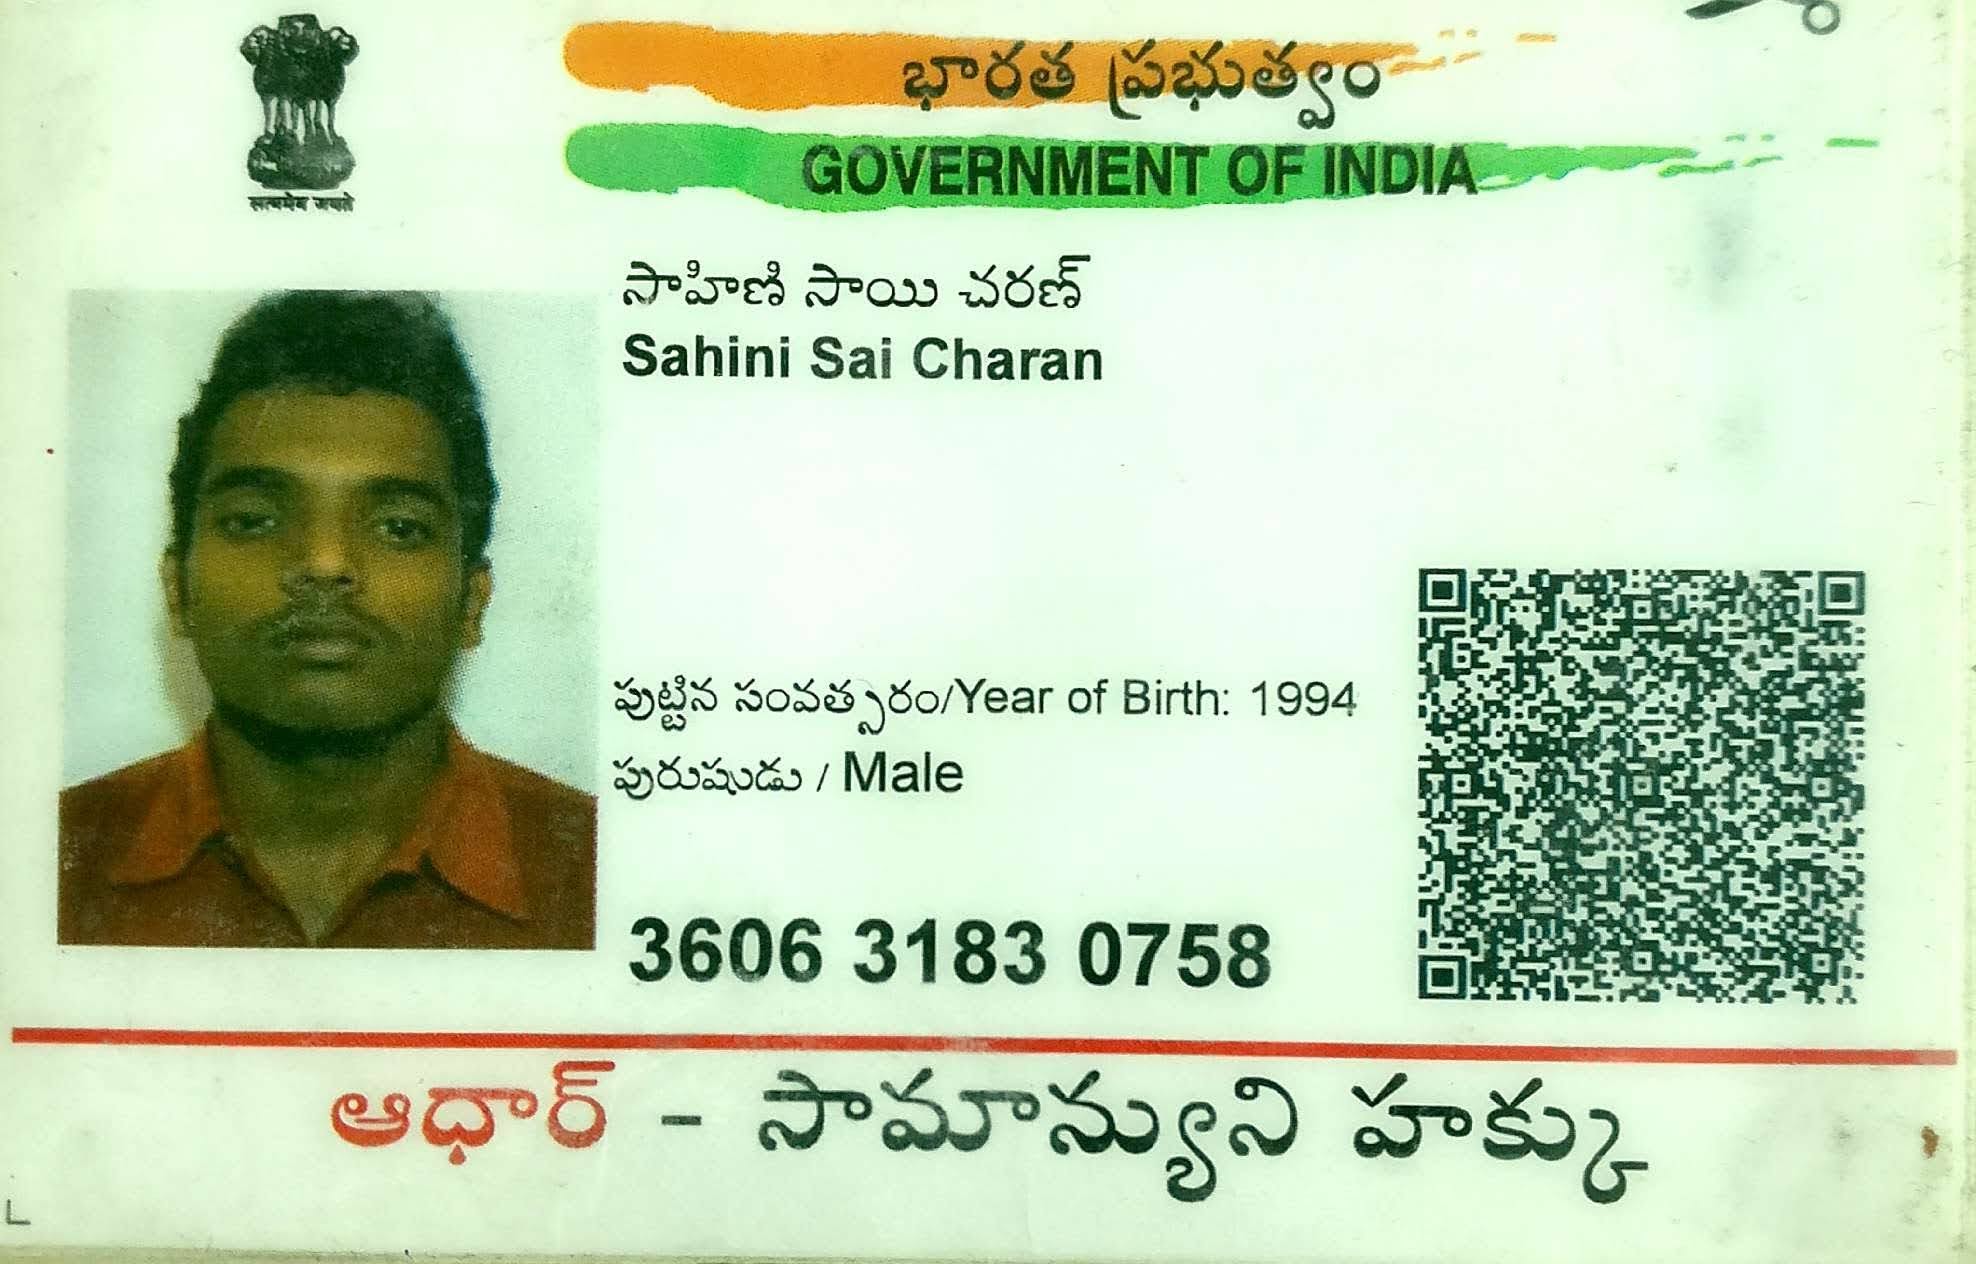 భారత ప్రభుత్వం
GOVERNMENT OF INDIA
सत्यमेव जयते
సాహిణి సాయి చరణ్
Sahini Sai Charan
పుట్టిన సంవత్సరం/Year of Birth: 1994
పురుషుడు / Male
3606 3183 0758
ఆధార్ - సామాన్యుని హక్కు